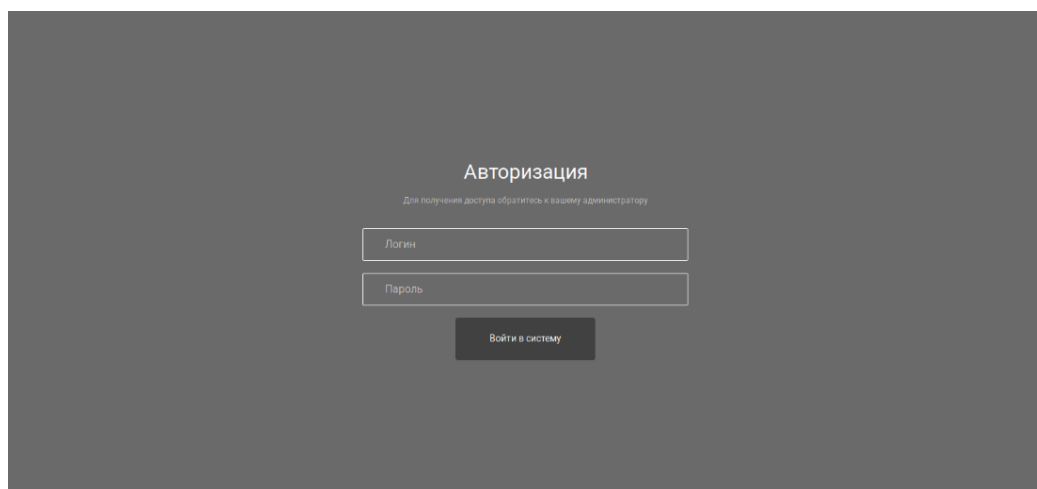 Авторизация
Для получения доступа обратитесь к вашему администратору
Логин
Пароль
Войти в систему